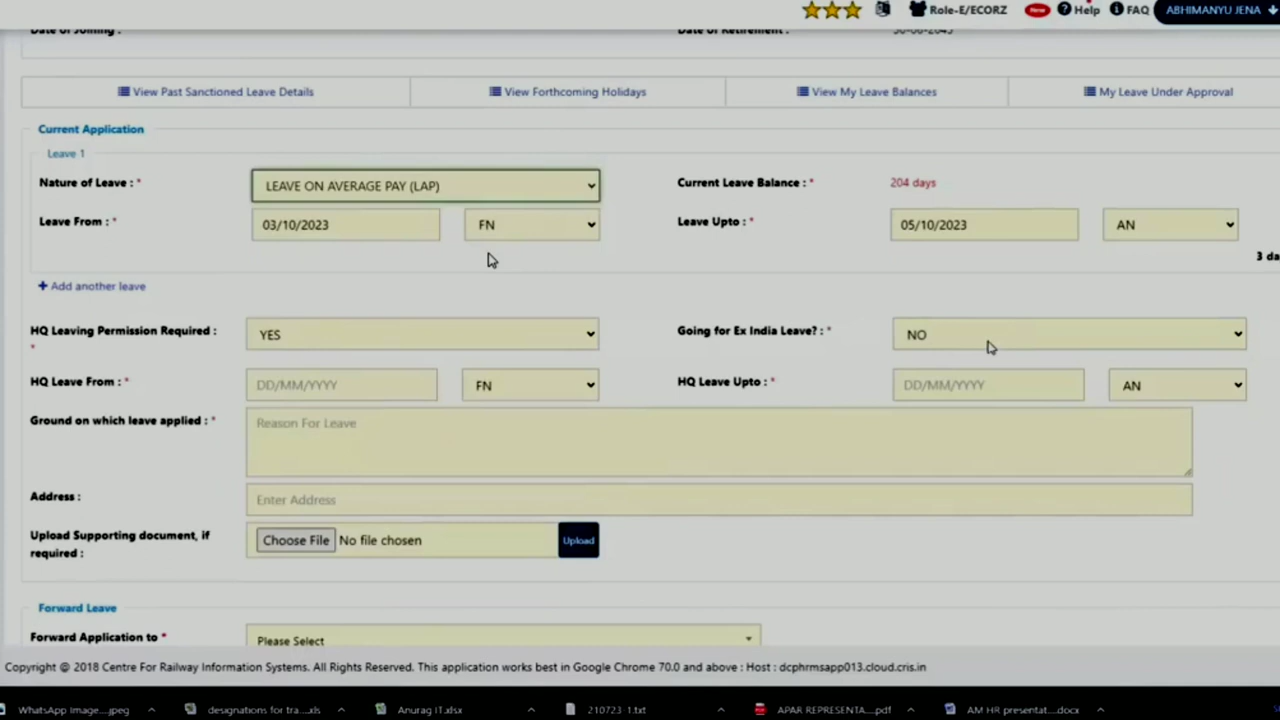 Role-E/ECORZ New Help FAQ ABHIMANYU JENA
Date of Joining : Date of Retirement : 30-06-2045
View Past Sanctioned Leave Details View Forthcoming Holidays View My Leave Balances My Leave Under Approval
Current Application
Leave 1
Nature of Leave : * LEAVE ON AVERAGE PAY (LAP) Current Leave Balance : * 204 days
Leave From : * 03/10/2023 FN Leave Upto : * 05/10/2023 AN
3 da
+ Add another leave
HQ Leaving Permission Required : * YES Going for Ex India Leave? : * NO
HQ Leave From : * DD/MM/YYYY FN HQ Leave Upto : * DD/MM/YYYY AN
Ground on which leave applied : * Reason For Leave
Address : Enter Address
Upload Supporting document, if required : Choose File No file chosen Upload
Forward Leave
Forward Application to * Please Select
Copyright @ 2018 Centre For Railway Information Systems. All Rights Reserved. This application works best in Google Chrome 70.0 and above : Host : dcphrmsapp013.cloud.cris.in
WhatsApp Image....jpeg designations for tra....xls Anurag IT.xlsx 210723-1.txt APAR REPRESENTA....pdf AM HR presentat....docx